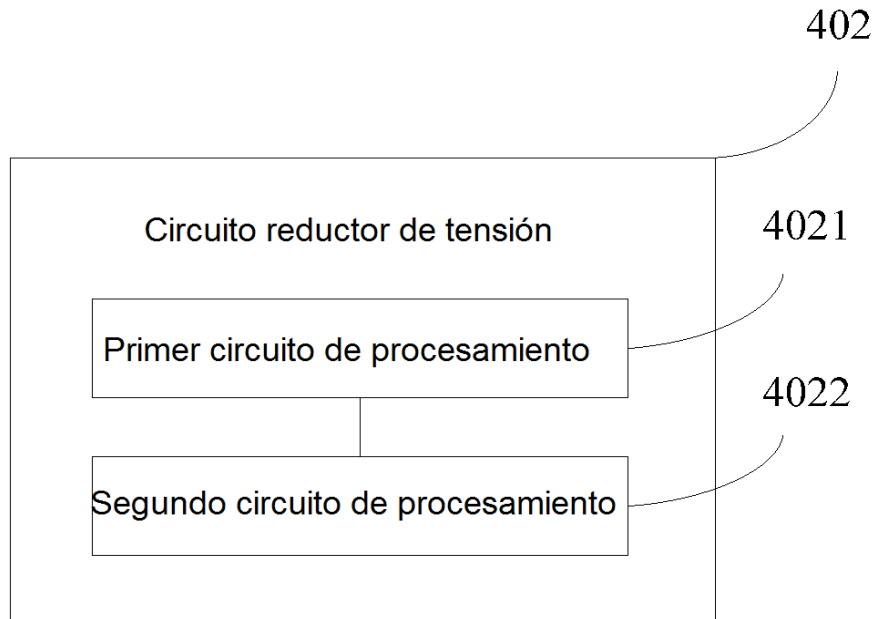 402
Circuito reductor de tensión
4021
Primer circuito de procesamiento
4022
Segundo circuito de procesamiento